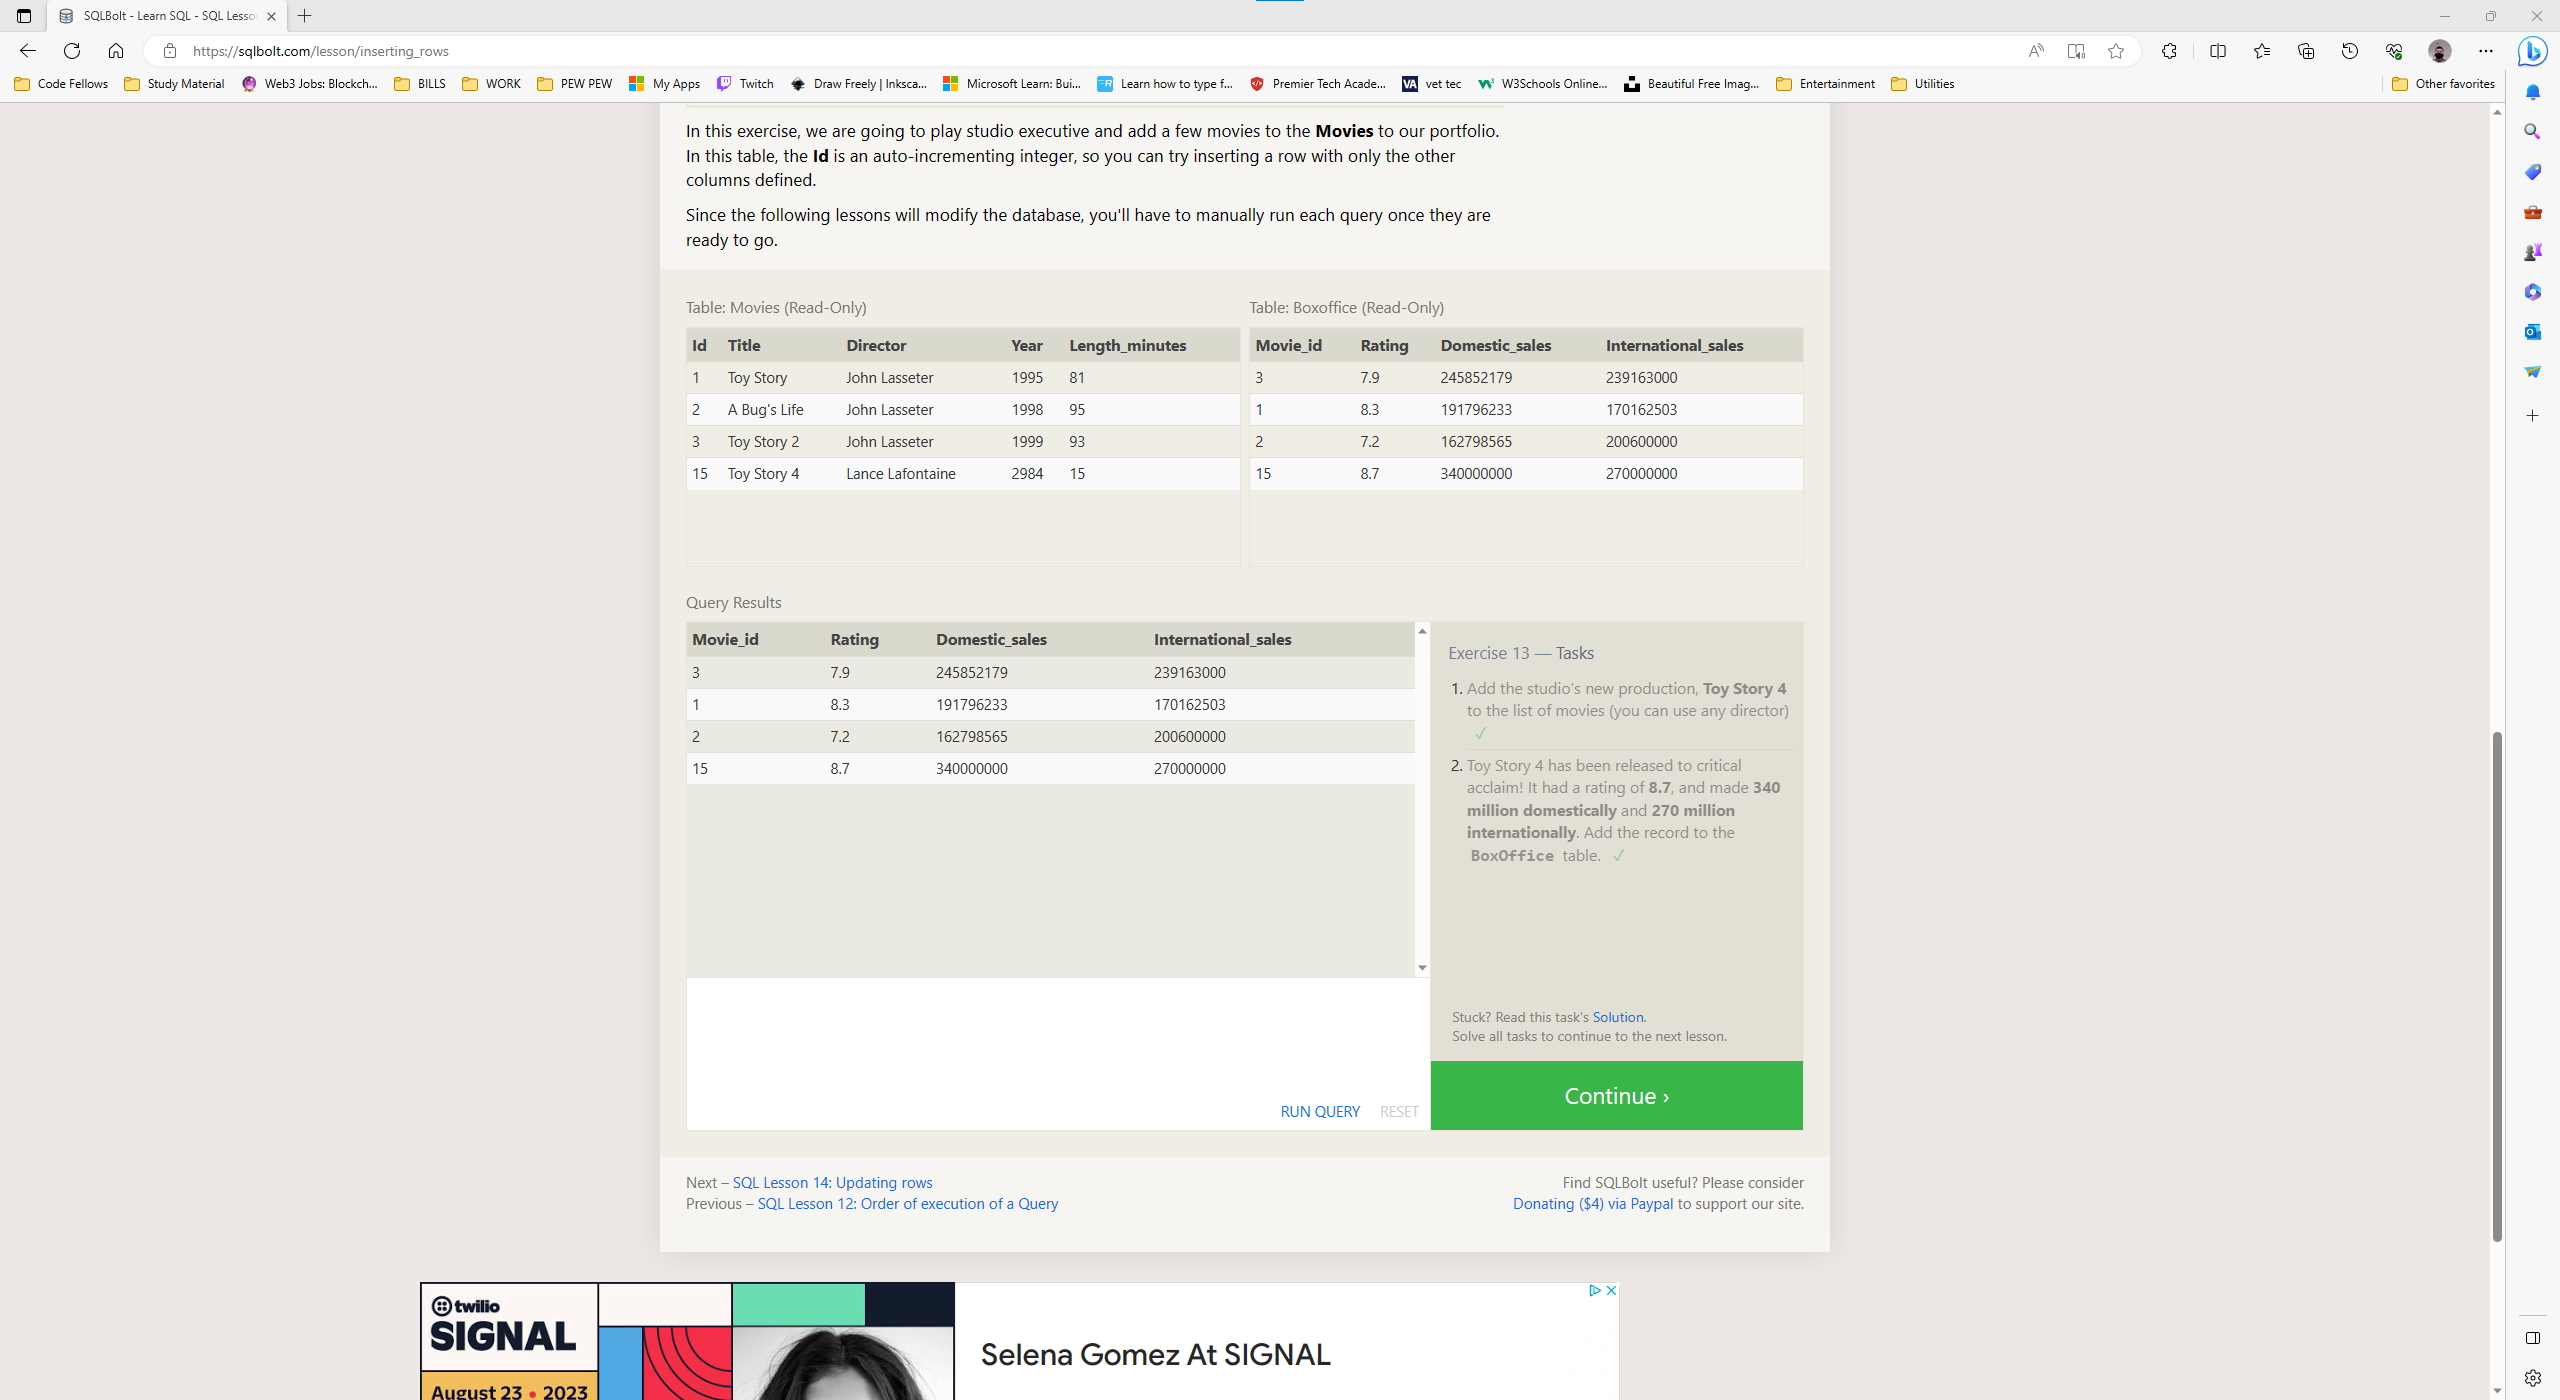 SQLBolt - Learn SQL - SQL Lesso
https://sqlbolt.com/lesson/inserting_rows
Code Fellows
Study Material
Web3 Jobs: Blockch...
BILLS
WORK
PEW PEW
My Apps
Twitch
Draw Freely | Inksca...
Microsoft Learn: Bui...
Learn how to type f...
Premier Tech Acade...
vet tec
W3Schools Online...
Beautiful Free Imag...
Entertainment
Utilities
Other favorites
In this exercise, we are going to play studio executive and add a few movies to the Movies to our portfolio.
In this table, the Id is an auto-incrementing integer, so you can try inserting a row with only the other
columns defined.
Since the following lessons will modify the database, you'll have to manually run each query once they are
ready to go.
Table: Movies (Read-Only)
Id Title Director Year Length_minutes
1 Toy Story John Lasseter 1995 81
2 A Bug's Life John Lasseter 1998 95
3 Toy Story 2 John Lasseter 1999 93
15 Toy Story 4 Lance Lafontaine 2984 15
Table: Boxoffice (Read-Only)
Movie_id Rating Domestic_sales International_sales
3 7.9 245852179 239163000
1 8.3 191796233 170162503
2 7.2 162798565 200600000
15 8.7 340000000 270000000
Query Results
Movie_id Rating Domestic_sales International_sales
3 7.9 245852179 239163000
1 8.3 191796233 170162503
2 7.2 162798565 200600000
15 8.7 340000000 270000000
RUN QUERY RESET
Exercise 13 — Tasks
1. Add the studio's new production, Toy Story 4
to the list of movies (you can use any director)
✓
2. Toy Story 4 has been released to critical
acclaim! It had a rating of 8.7, and made 340
million domestically and 270 million
internationally. Add the record to the
BoxOffice table. ✓
Stuck? Read this task's Solution.
Solve all tasks to continue to the next lesson.
Continue ›
Next – SQL Lesson 14: Updating rows
Previous – SQL Lesson 12: Order of execution of a Query
Find SQLBolt useful? Please consider
Donating ($4) via Paypal to support our site.
twilio
SIGNAL
August 23 • 2023
Selena Gomez At SIGNAL